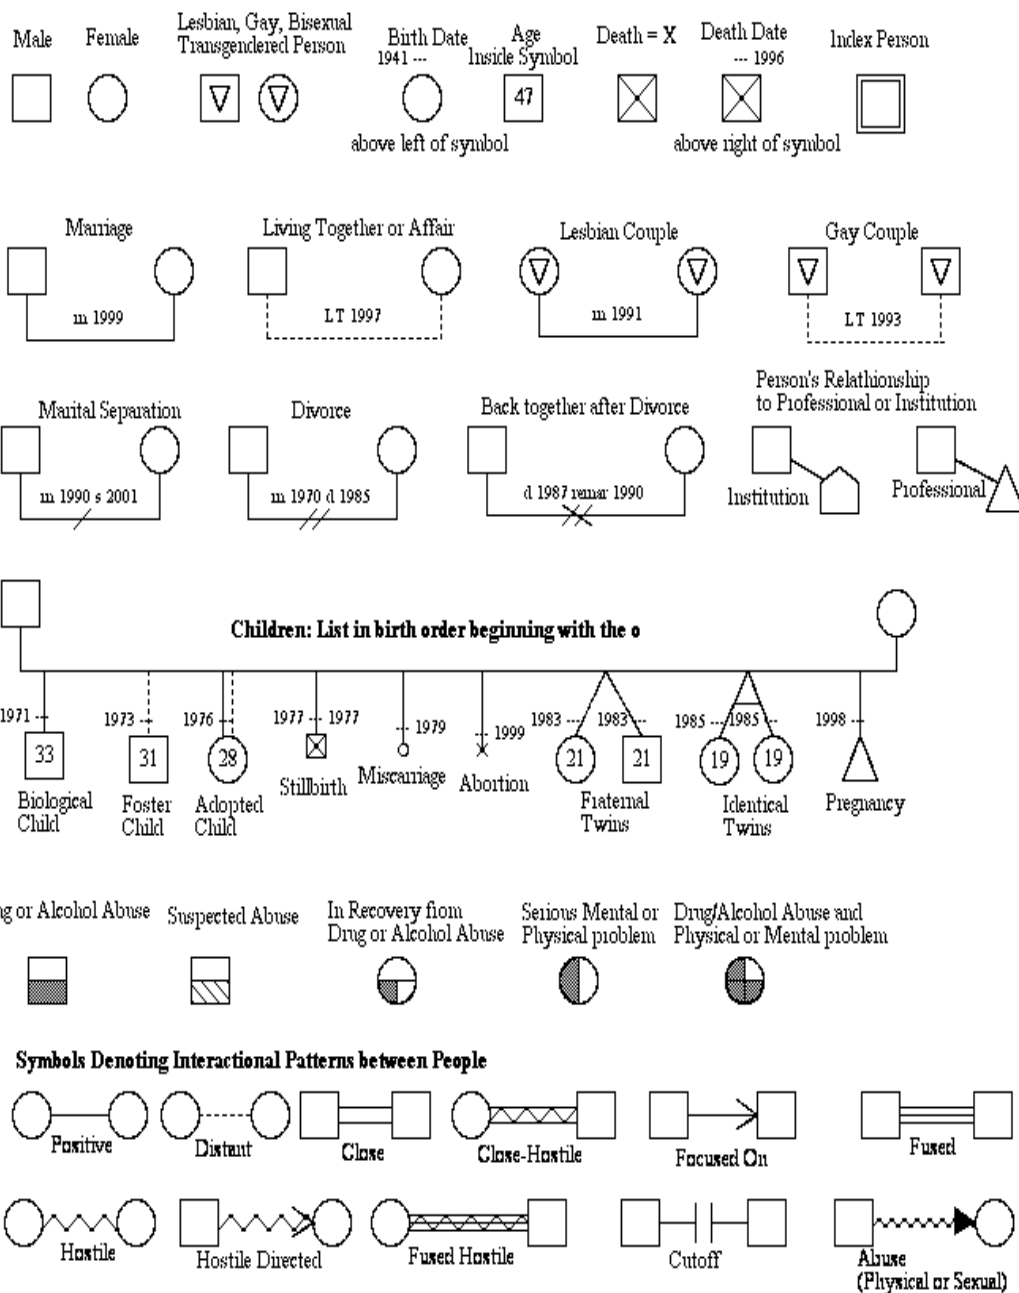 Male
Female
Lesbian, Gay, Bisexual
Transgendered Person
Birth Date
1941 ---
above left of symbol
Age
Inside Symbol
47
Death = X
Death Date
--- 1996
above right of symbol
Index Person
Marriage
m 1999
Living Together or Affair
LT 1997
Lesbian Couple
m 1991
Gay Couple
LT 1993
Marital Separation
m 1990 s 2001
Divorce
m 1970 d 1985
Back together after Divorce
d 1987 remar 1990
Person's Relathionship
to Professional or Institution
Institution
Professional
Children: List in birth order beginning with the o
1971 ---
33
Biological
Child
1973 ---
31
Foster
Child
1976 ---
28
Adopted
Child
1977 --- 1977
Stillbirth
--- 1979
Miscarriage
--- 1999
Abortion
1983 --- 1983 ---
21 21
Fraternal
Twins
1985 --- 1985 ---
19 19
Identical
Twins
1998 ---
Pregnancy
ng or Alcohol Abuse
Suspected Abuse
In Recovery from
Drug or Alcohol Abuse
Serious Mental or
Physical problem
Drug/Alcohol Abuse and
Physical or Mental problem
Symbols Denoting Interactional Patterns between People
Positive
Distant
Close
Close-Hostile
Focused On
Fused
Hostile
Hostile Directed
Fused Hostile
Cutoff
Abuse
(Physical or Sexual)